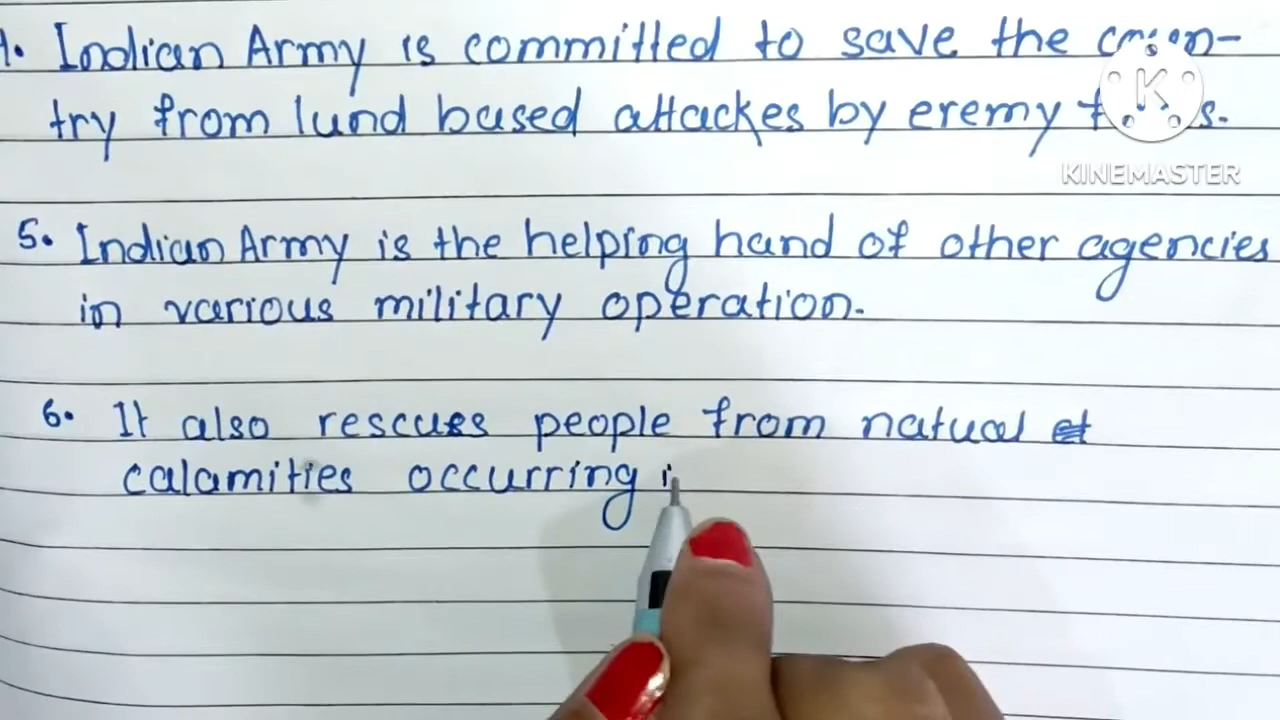 4. Indian Army is committed to save the coun-
try from lund based attackes by eremy
K
KINEMASTER
5. Indian Army is the helping hand of other agencies
in various military operation.
6. It also rescues people from natual
calamities occurring i